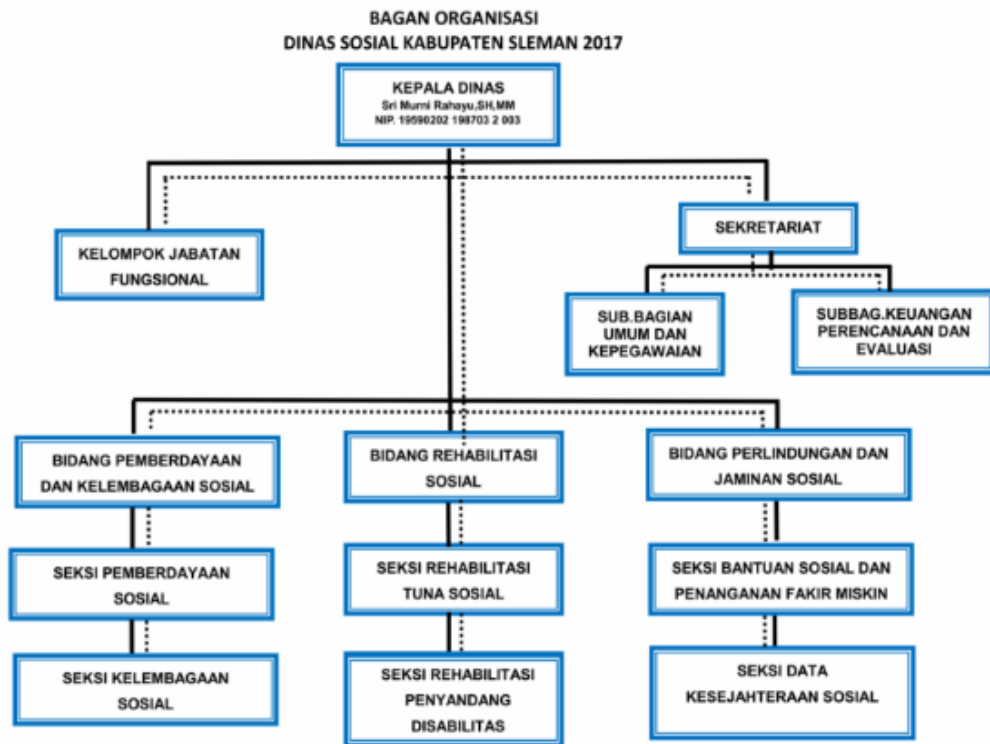 BAGAN ORGANISASI
DINAS SOSIAL KABUPATEN SLEMAN 2017
KEPALA DINAS
Sri Murni Rahayu,SH,MM
NIP. 19590202 198703 2 003
KELOMPOK JABATAN
FUNGSIONAL
SEKRETARIAT
SUB.BAGIAN
UMUM DAN
KEPEGAWAIAN
SUBBAG.KEUANGAN
PERENCANAAN DAN
EVALUASI
BIDANG PEMBERDAYAAN
DAN KELEMBAGAAN SOSIAL
BIDANG REHABILITASI
SOSIAL
BIDANG PERLINDUNGAN DAN
JAMINAN SOSIAL
SEKSI PEMBERDAYAAN
SOSIAL
SEKSI REHABILITASI
TUNA SOSIAL
SEKSI BANTUAN SOSIAL DAN
PENANGANAN FAKIR MISKIN
SEKSI KELEMBAGAAN
SOSIAL
SEKSI REHABILITASI
PENYANDANG
DISABILITAS
SEKSI DATA
KESEJAHTERAAN SOSIAL